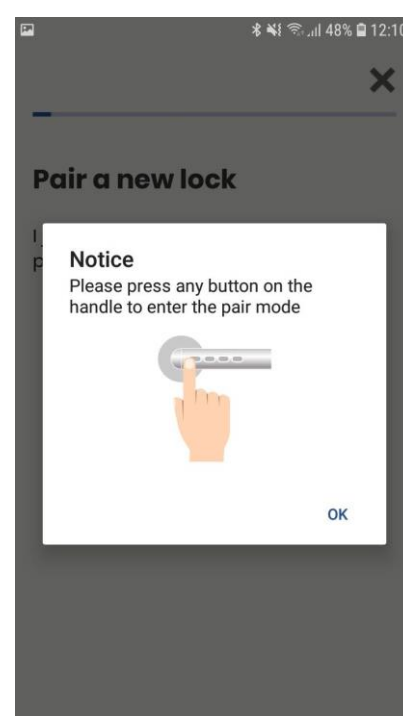 48% 12:10
Pair a new lock
I
p
Notice
Please press any button on the
handle to enter the pair mode
OK